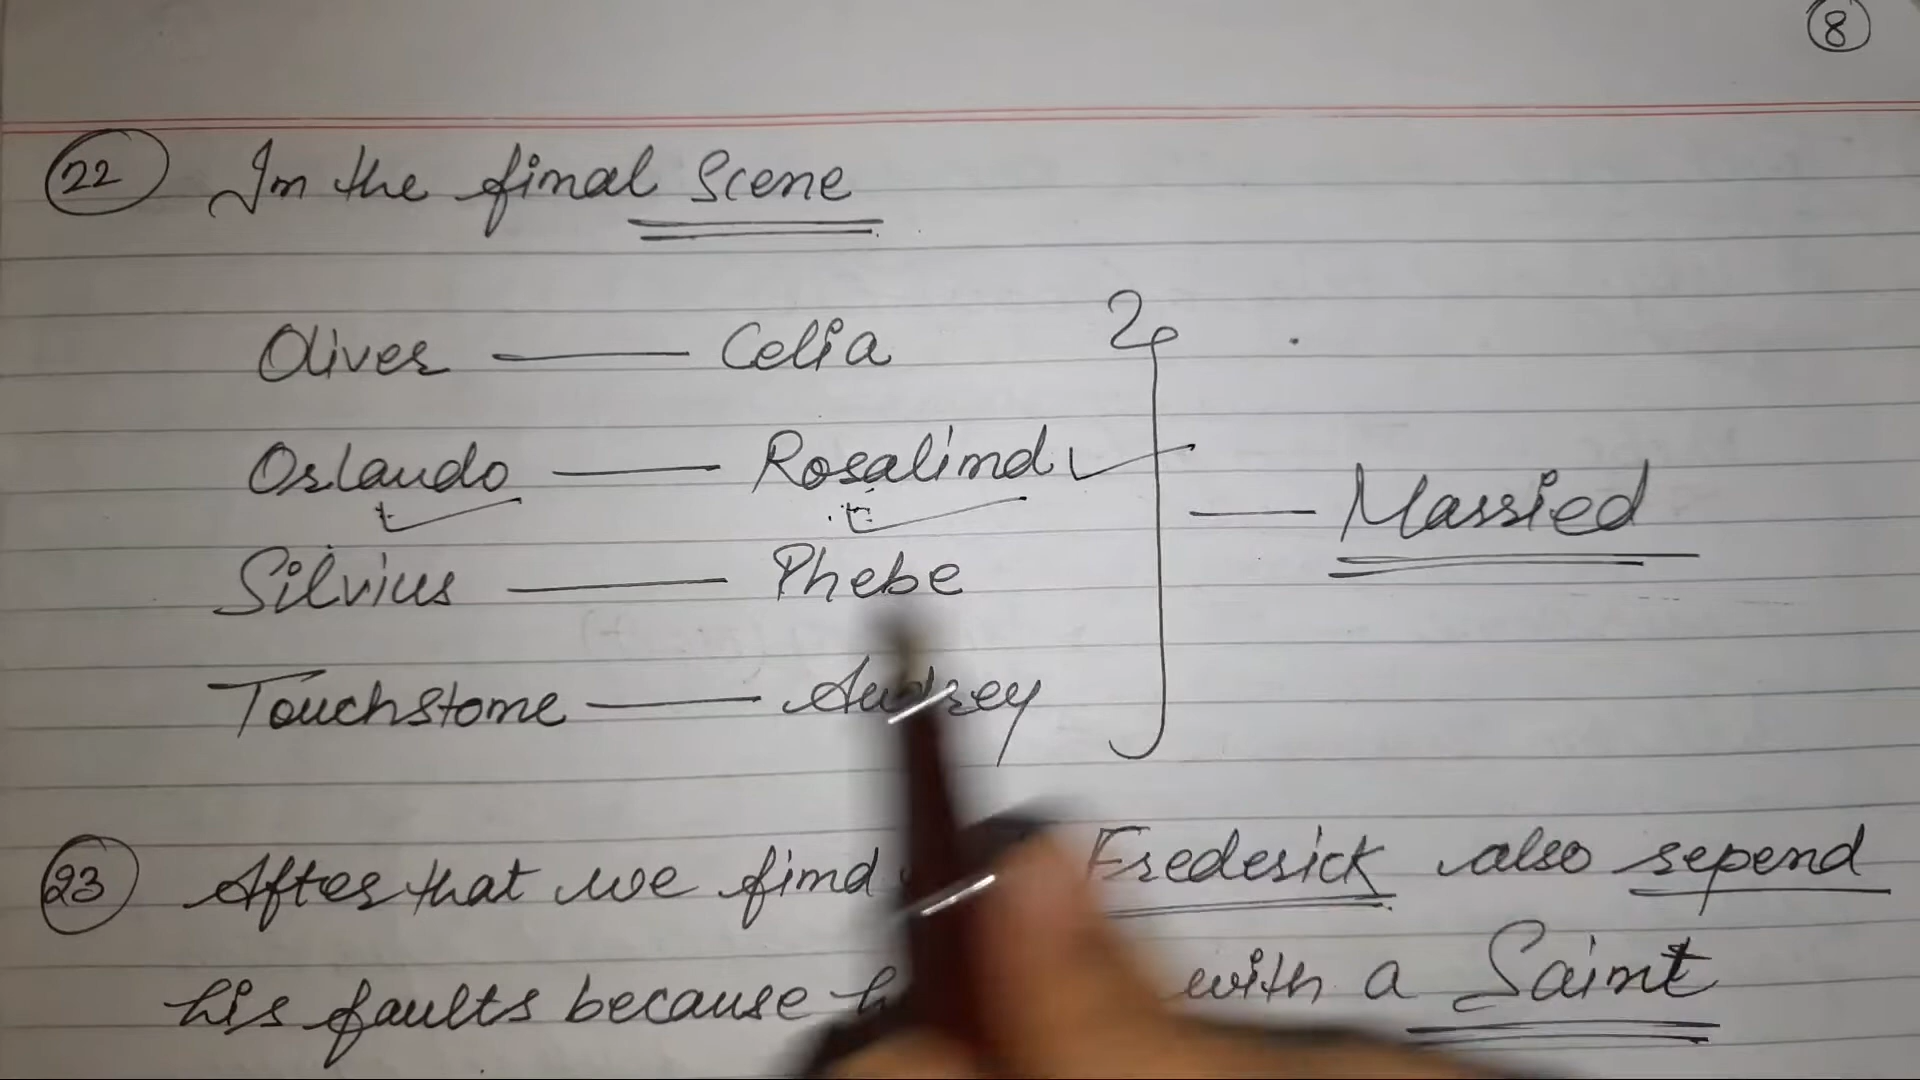 8
22 In the final Scene
Oliver — Celia
Orlando — Rosalind
Silvius — Phebe — Married
Touchstone — Audrey
23 After that we find Frederick also repend
his faults because with a Saint